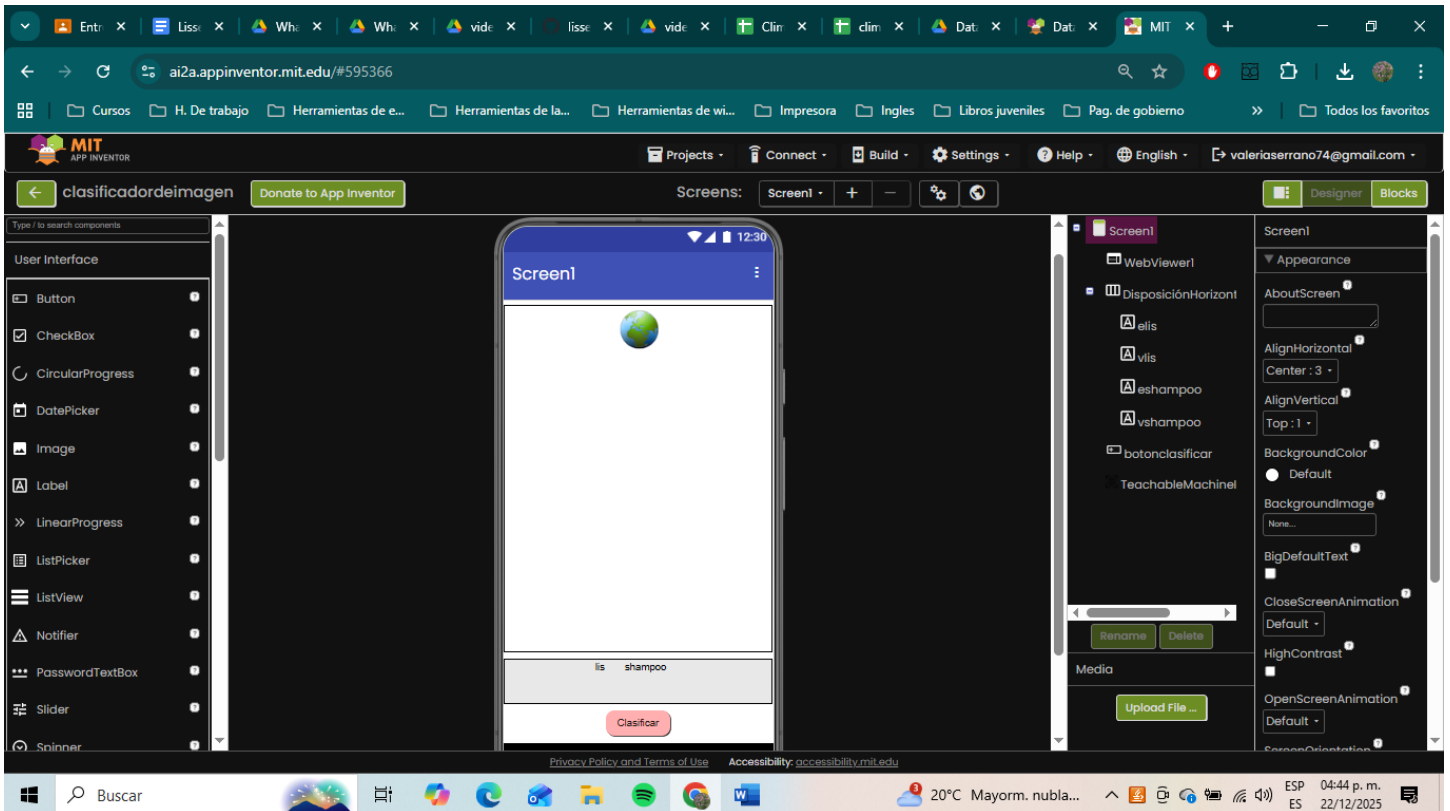 Entr
Liss
Wha
Wha
vide
lisse
vide
Clim
clim
Dat
Dat
MIT
ai2a.appinventor.mit.edu/#595366
Cursos
H. De trabajo
Herramientas de e...
Herramientas de la...
Herramientas de wi...
Impresora
Ingles
Libros juveniles
Pag. de gobierno
»
Todos los favoritos
MIT
APP INVENTOR
Projects
Connect
Build
Settings
Help
English
valeriaserrano74@gmail.com
clasificadordeimagen
Donate to App Inventor
Screens:
Screen1
Designer
Blocks
Type / to search components
User Interface
Button
CheckBox
CircularProgress
DatePicker
Image
Label
LinearProgress
ListPicker
ListView
Notifier
PasswordTextBox
Slider
Spinner
12:30
Screen1
lis shampoo
Clasificar
Screen1
WebViewer1
DisposiciónHorizont
elis
vlis
eshampoo
vshampoo
botonclasificar
TeachableMachineI
Rename
Delete
Media
Upload File ...
Screen1
Appearance
AboutScreen
AlignHorizontal
Center : 3
AlignVertical
Top : 1
BackgroundColor
Default
BackgroundImage
None...
BigDefaultText
CloseScreenAnimation
Default
HighContrast
OpenScreenAnimation
Default
ScreenOrientation
Privacy Policy and Terms of Use
Accessibility: accessibility.mit.edu
Buscar
3
20°C Mayorm. nubla...
ESP
ES
04:44 p. m.
22/12/2025